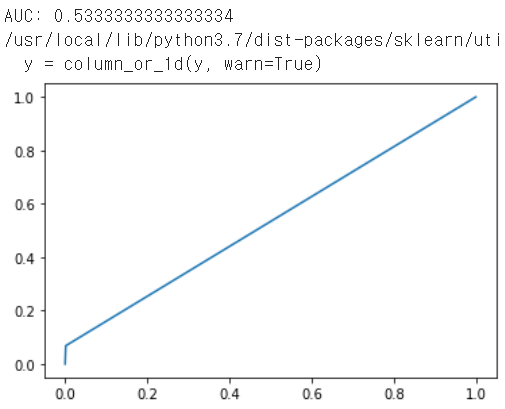 AUC: 0.5333333333333334
/usr/local/lib/python3.7/dist-packages/sklearn/uti
y = column_or_1d(y, warn=True)
1.0
0.8
0.6
0.4
0.2
0.0
0.0 0.2 0.4 0.6 0.8 1.0